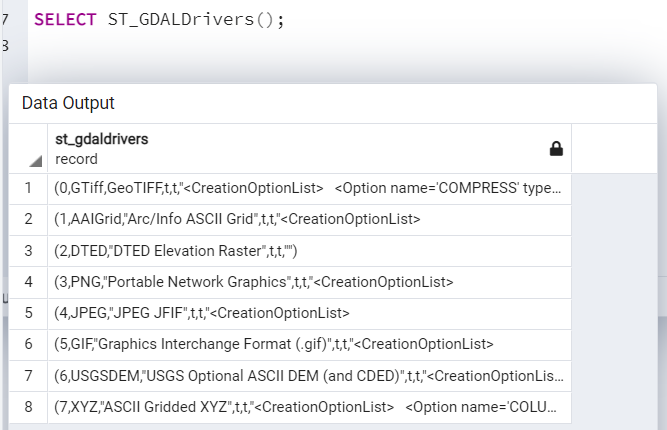 7 SELECT ST_GDALDrivers();
8
Data Output
st_gdaldrivers
record
1 (0,GTiff,GeoTIFF,t,t,"<CreationOptionList> <Option name='COMPRESS' type...
2 (1,AAIGrid,"Arc/Info ASCII Grid",t,t,"<CreationOptionList>
3 (2,DTED,"DTED Elevation Raster",t,t,"")
4 (3,PNG,"Portable Network Graphics",t,t,"<CreationOptionList>
5 (4,JPEG,"JPEG JFIF",t,t,"<CreationOptionList>
6 (5,GIF,"Graphics Interchange Format (.gif)",t,t,"<CreationOptionList>
7 (6,USGSDEM,"USGS Optional ASCII DEM (and CDED)",t,t,"<CreationOptionLis...
8 (7,XYZ,"ASCII Gridded XYZ",t,t,"<CreationOptionList> <Option name='COLU...